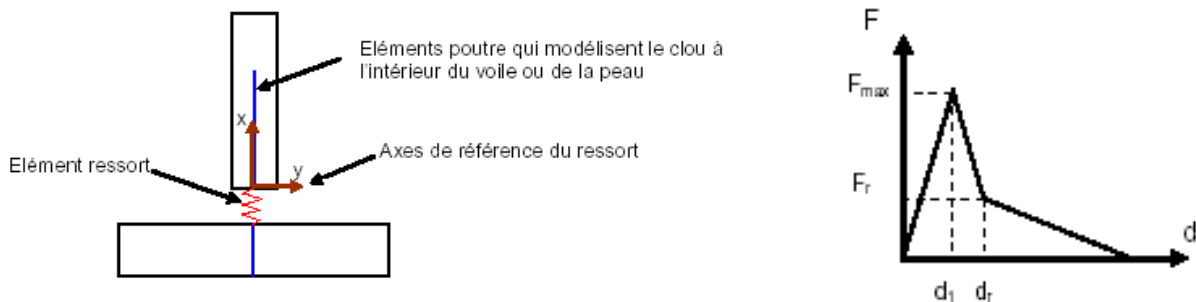 Eléments poutre qui modélisent le clou à
l'intérieur du voile ou de la peau
x
y
Elément ressort
Axes de référence du ressort
F
Fmax
Fr
d
d1
dr